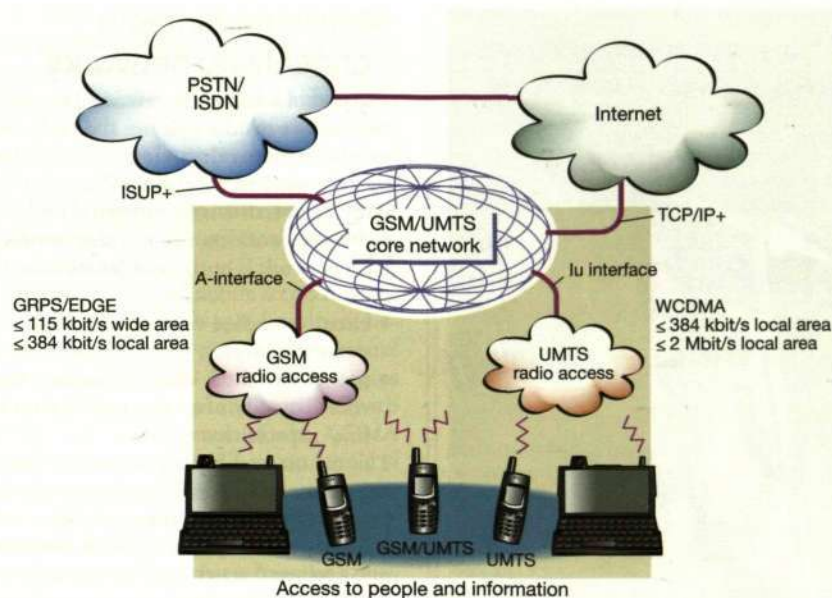 PSTN/
ISDN
Internet
ISUP+
GSM/UMTS
core network
TCP/IP+
A-interface
Iu interface
GRPS/EDGE
≤ 115 kbit/s wide area
≤ 384 kbit/s local area
WCDMA
≤ 384 kbit/s local area
≤ 2 Mbit/s local area
GSM
radio access
UMTS
radio access
GSM
GSM/UMTS
UMTS
Access to people and information